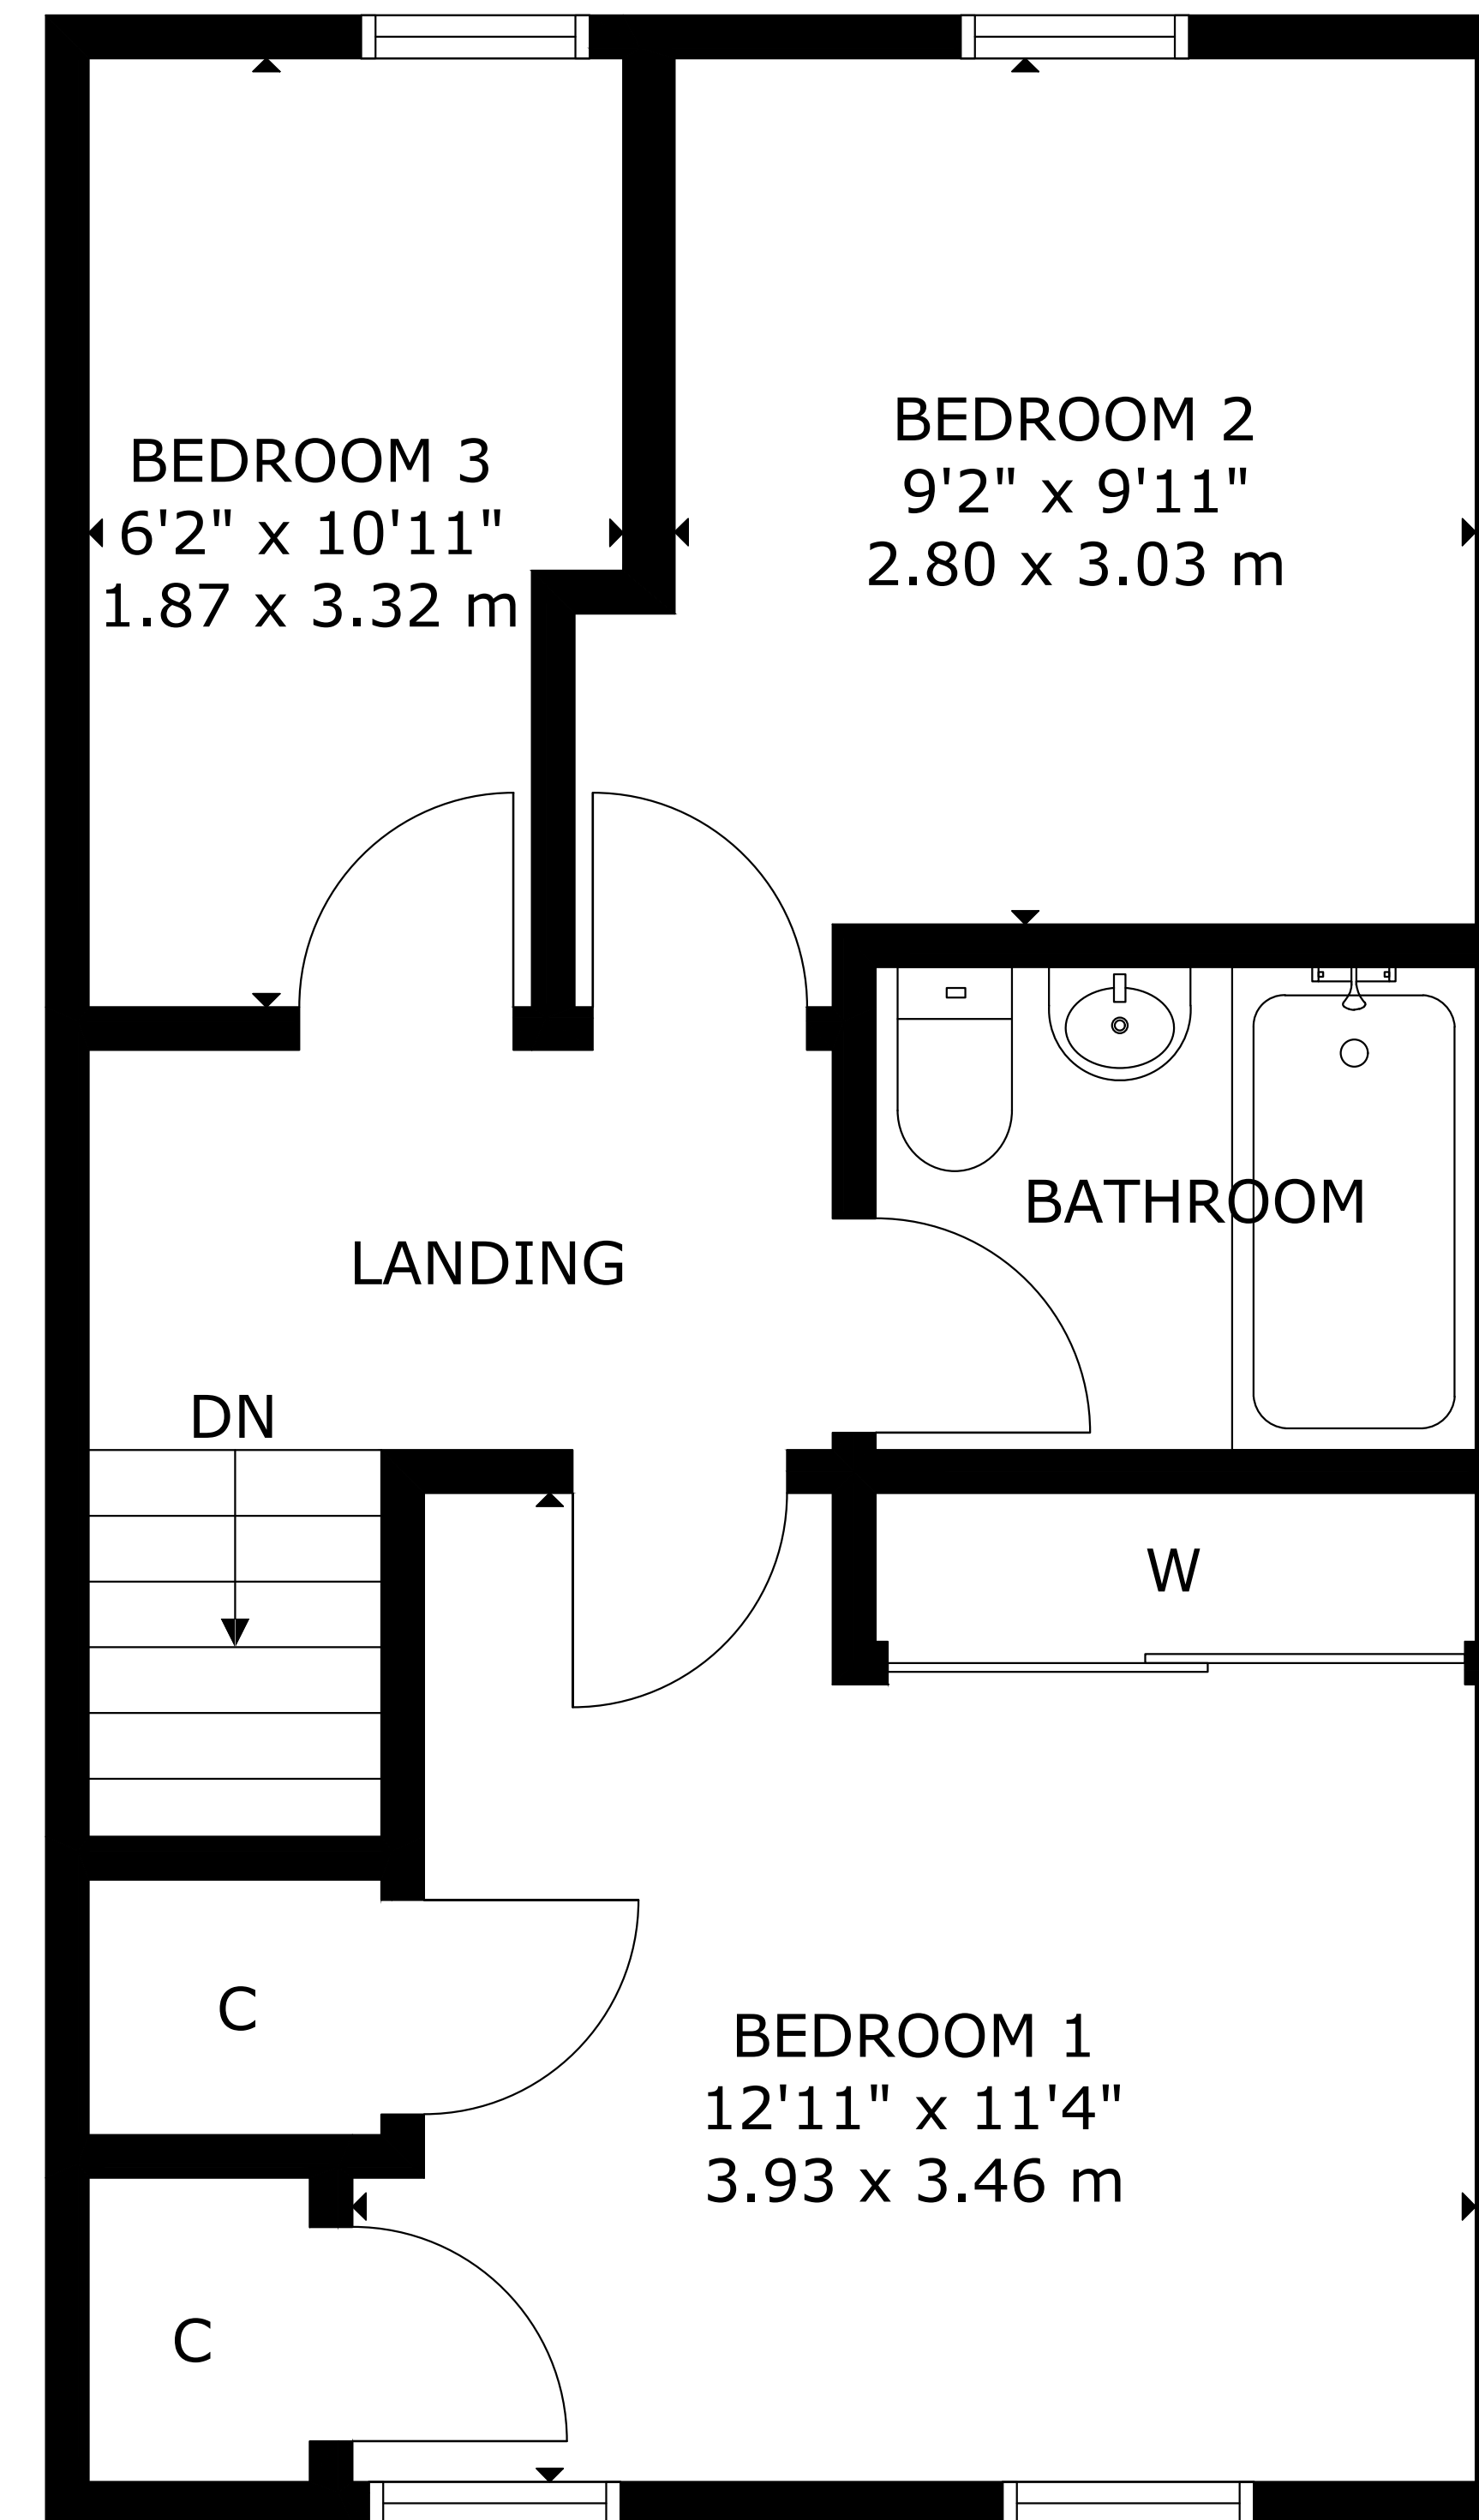 BEDROOM 2
9'2" x 9'11"
2.80 x 3.03 m
BEDROOM 3
6'2" x 10'11"
1.87 x 3.32 m
BATHROOM
LANDING
DN
W
C
BEDROOM 1
12'11" x 11'4"
3.93 x 3.46 m
C